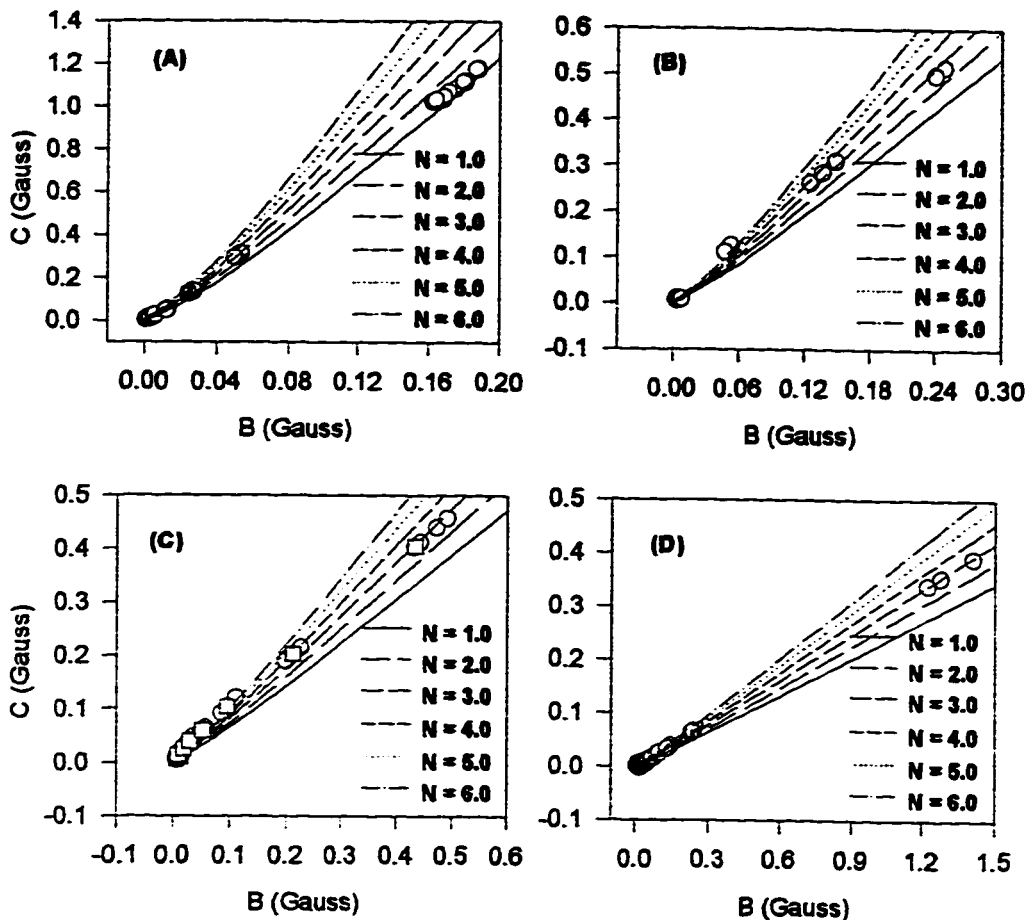 (A)
C (Gauss)
1.4
1.2
1.0
0.8
0.6
0.4
0.2
0.0
N = 1.0
N = 2.0
N = 3.0
N = 4.0
N = 5.0
N = 6.0
0.00 0.04 0.08 0.12 0.16 0.20
B (Gauss)
(B)
0.6
0.5
0.4
0.3
0.2
0.1
0.0
-0.1
N = 1.0
N = 2.0
N = 3.0
N = 4.0
N = 5.0
N = 6.0
0.00 0.06 0.12 0.18 0.24 0.30
B (Gauss)
(C)
C (Gauss)
0.5
0.4
0.3
0.2
0.1
0.0
-0.1
N = 1.0
N = 2.0
N = 3.0
N = 4.0
N = 5.0
N = 6.0
-0.1 0.0 0.1 0.2 0.3 0.4 0.5 0.6
B (Gauss)
(D)
0.5
0.4
0.3
0.2
0.1
0.0
-0.1
N = 1.0
N = 2.0
N = 3.0
N = 4.0
N = 5.0
N = 6.0
0.0 0.3 0.6 0.9 1.2 1.5
B (Gauss)